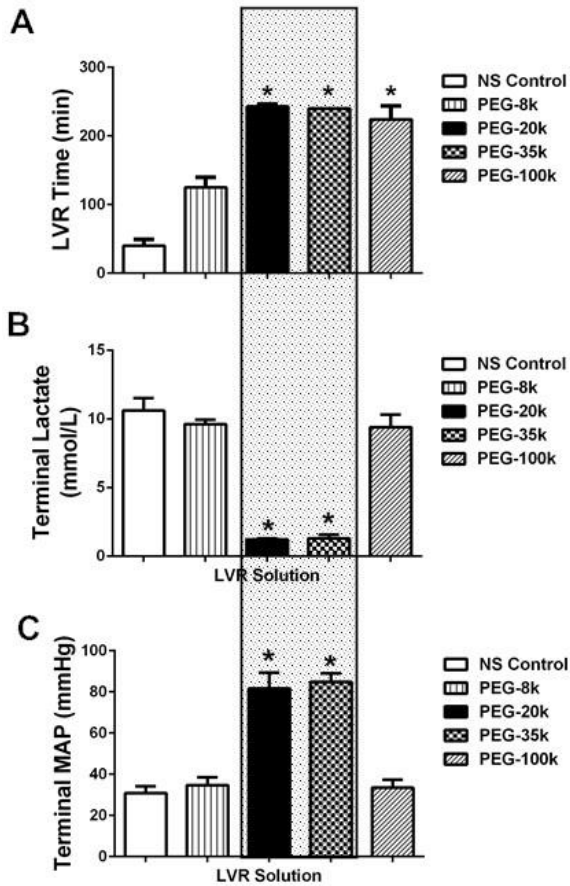 A
LVR Time (min)
300
200
100
0
* * *
NS Control
PEG-8k
PEG-20k
PEG-35k
PEG-100k
B
Terminal Lactate
(mmol/L)
15
10
5
0
* *
LVR Solution
NS Control
PEG-8k
PEG-20k
PEG-35k
PEG-100k
C
Terminal MAP (mmHg)
100
80
60
40
20
0
* *
LVR Solution
NS Control
PEG-8k
PEG-20k
PEG-35k
PEG-100k